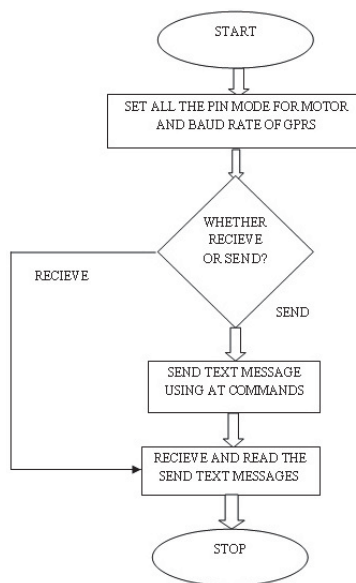 START
SET ALL THE PIN MODE FOR MOTOR
AND BAUD RATE OF GPRS
WHETHER
RECIEVE
OR SEND?
RECIEVE
SEND
SEND TEXT MESSAGE
USING AT COMMANDS
RECIEVE AND READ THE
SEND TEXT MESSAGES
STOP